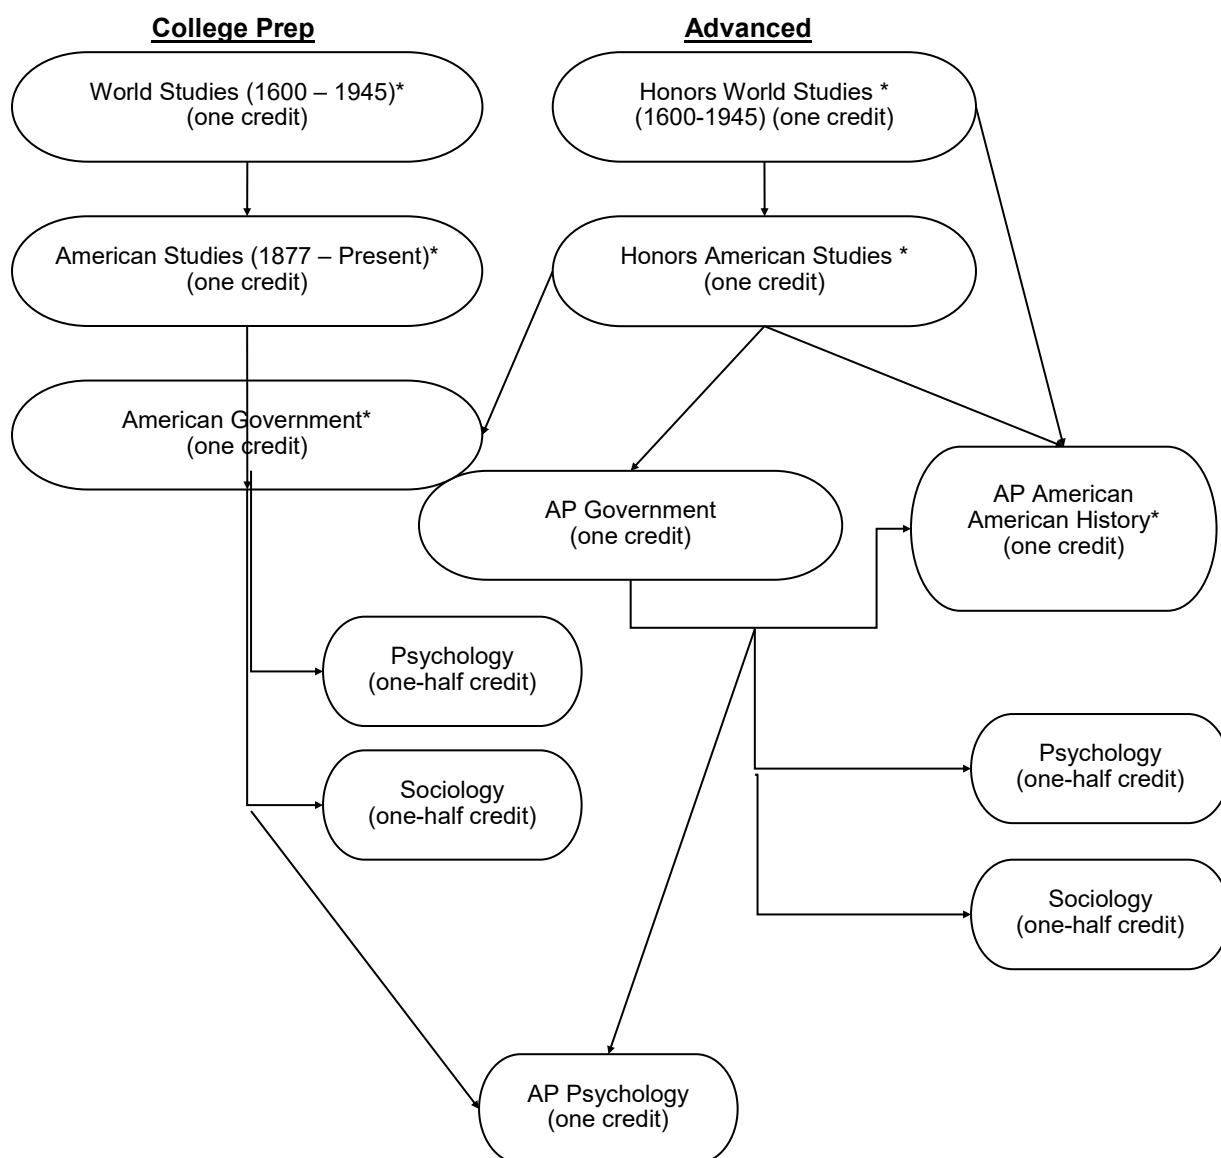 College Prep
Advanced
World Studies (1600 – 1945)*
(one credit)
Honors World Studies *
(1600-1945) (one credit)
American Studies (1877 – Present)*
(one credit)
Honors American Studies *
(one credit)
American Government*
(one credit)
AP Government
(one credit)
AP American
American History*
(one credit)
Psychology
(one-half credit)
Sociology
(one-half credit)
Psychology
(one-half credit)
Sociology
(one-half credit)
AP Psychology
(one credit)